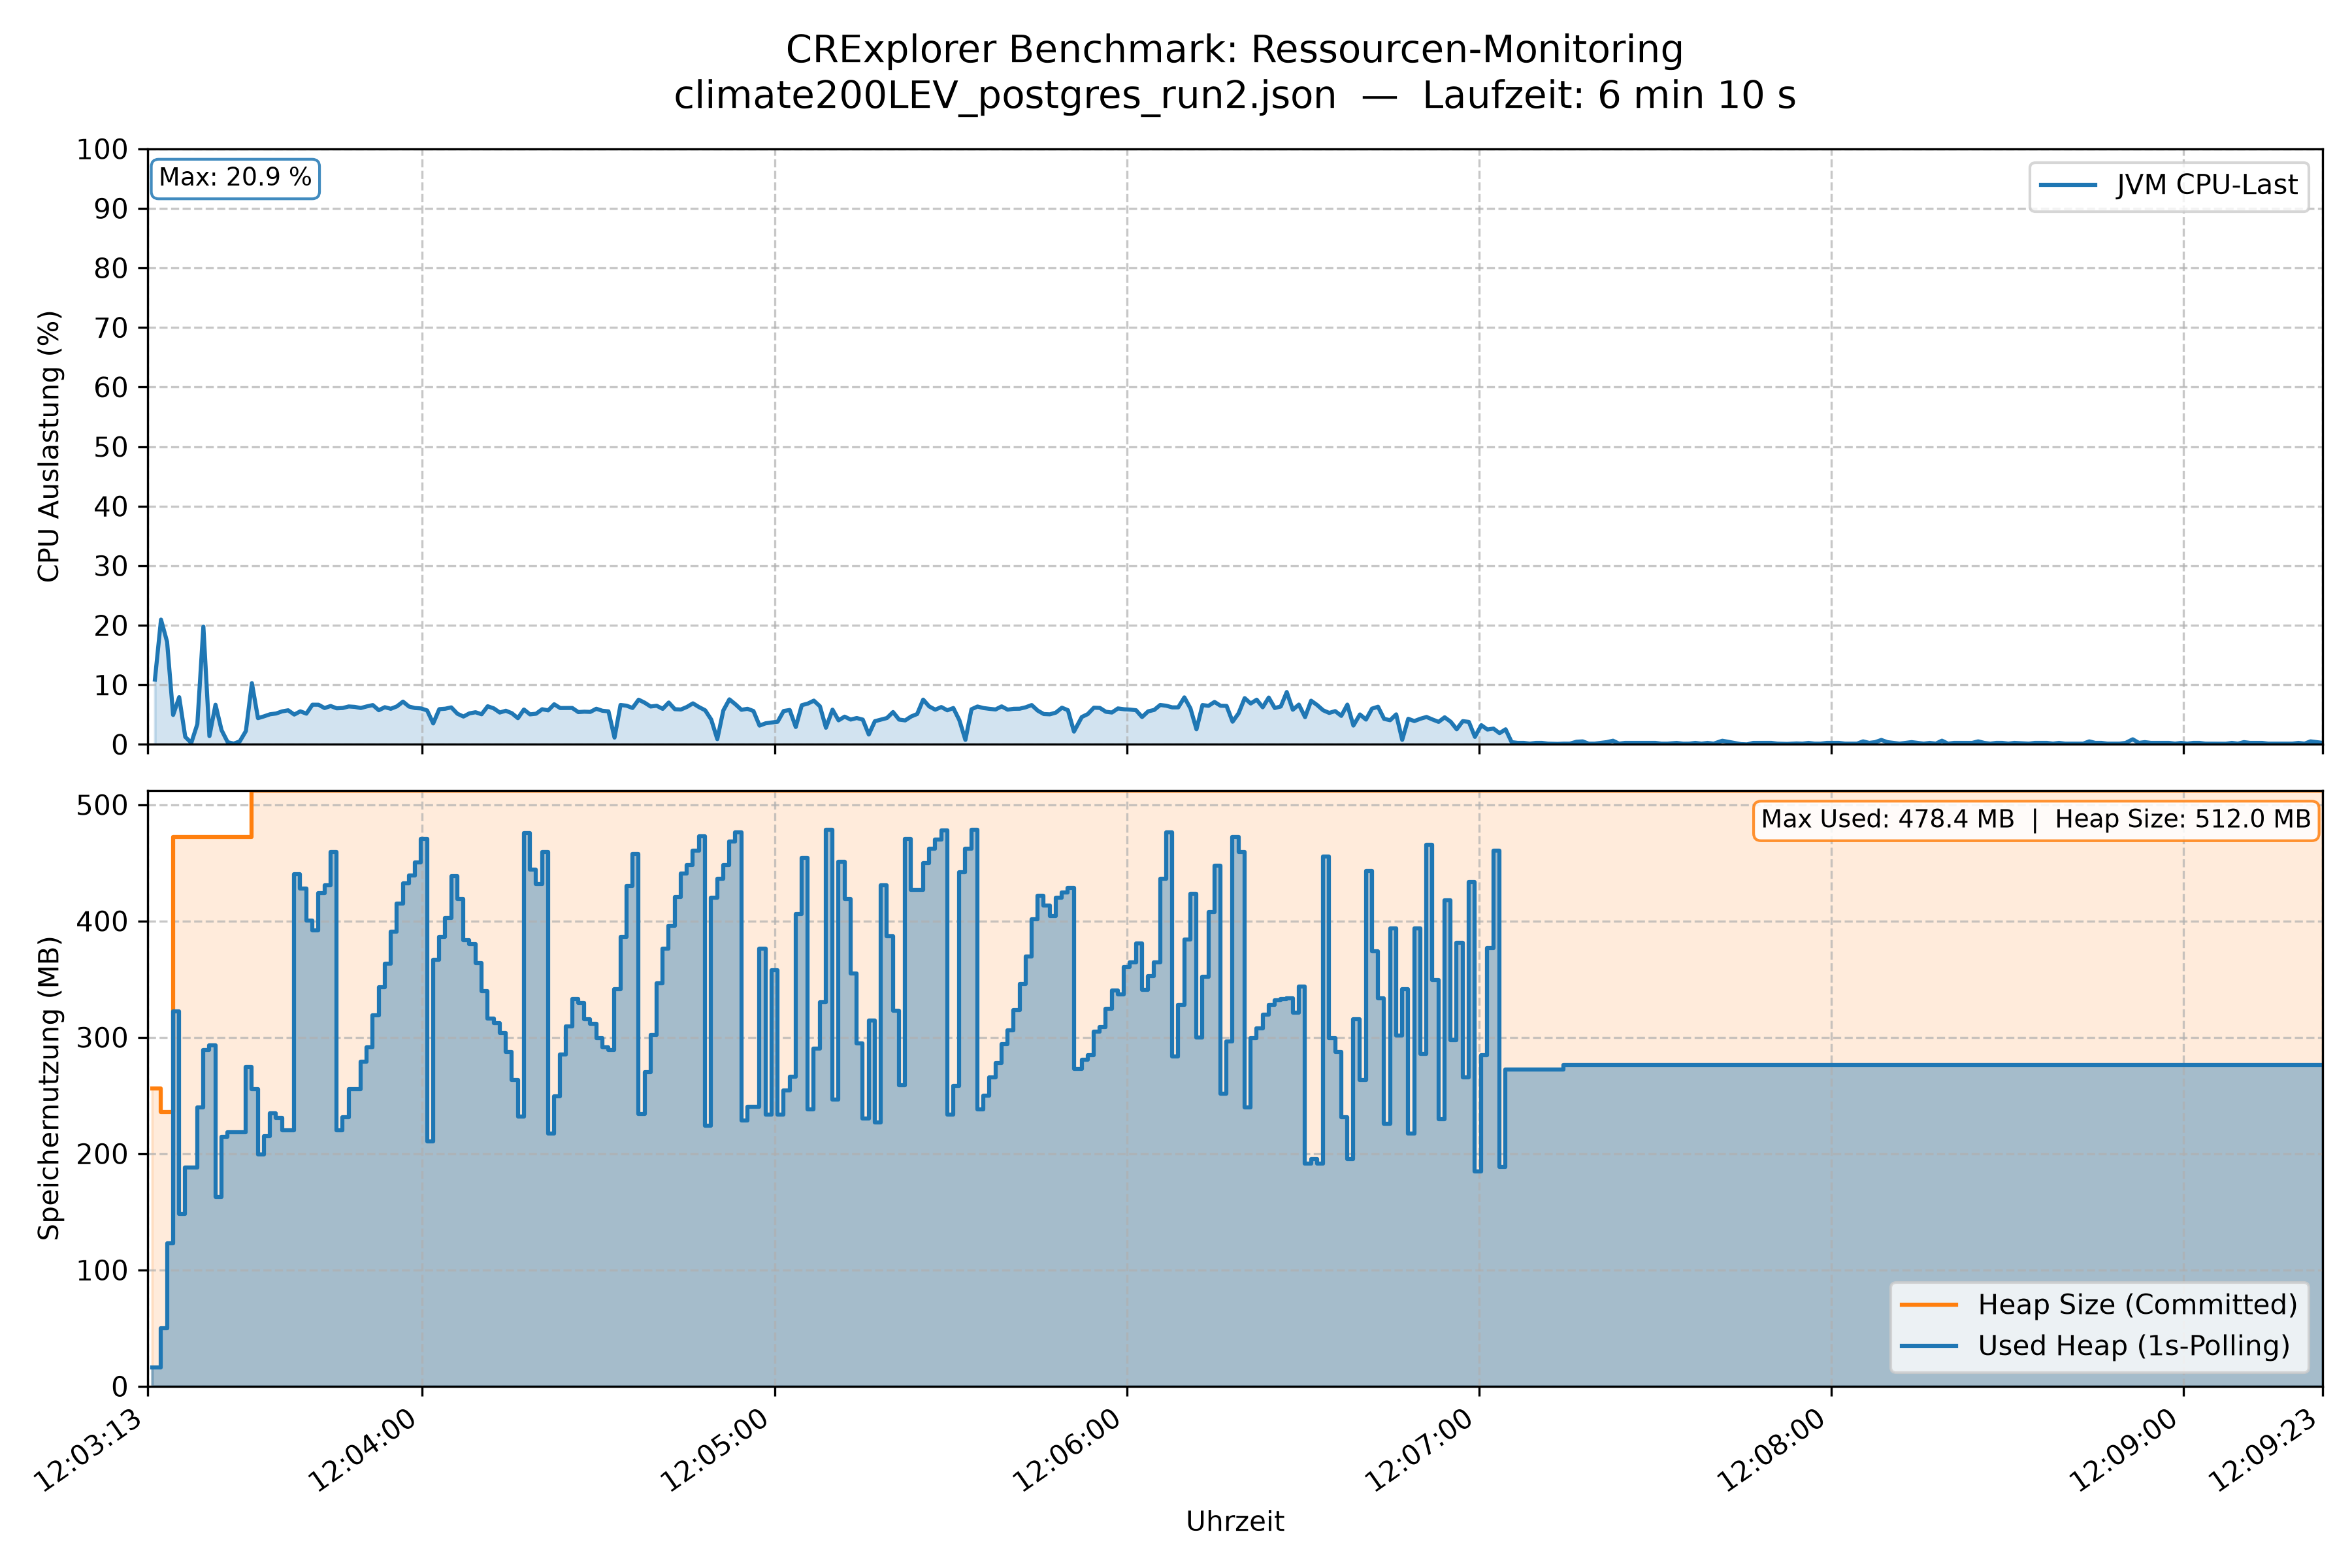 CRExplorer Benchmark: Ressourcen-Monitoring
climate200LEV_postgres_run2.json — Laufzeit: 6 min 10 s
100
90
80
70
60
50
40
30
20
10
0
CPU Auslastung (%)
Max: 20.9 %
JVM CPU-Last
500
400
300
200
100
0
Speichernutzung (MB)
Max Used: 478.4 MB | Heap Size: 512.0 MB
Heap Size (Committed)
Used Heap (1s-Polling)
12:03:13
12:04:00
12:05:00
12:06:00
12:07:00
12:08:00
12:09:00
12:09:23
Uhrzeit